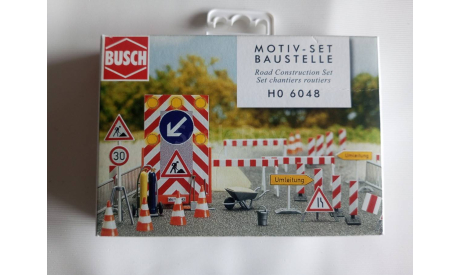 BUSCH
MOTIV-SET
BAUSTELLE
Road Construction Set
Set chantiers routiers
H0 6048
30
Umleitung
Umleitung